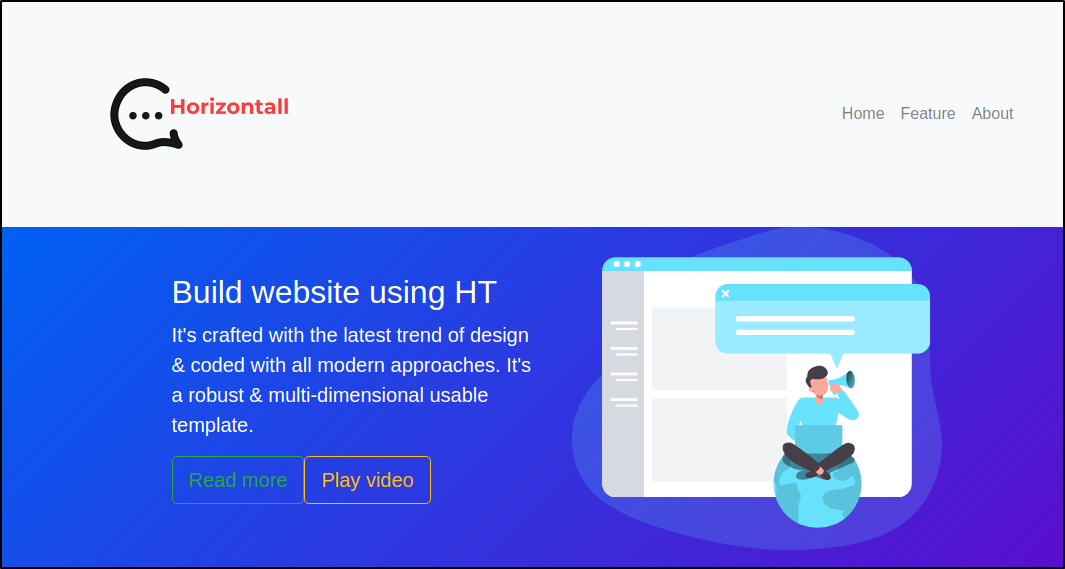 Horizontall
Home Feature About
Build website using HT
It's crafted with the latest trend of design
& coded with all modern approaches. It's
a robust & multi-dimensional usable
template.
Read more Play video